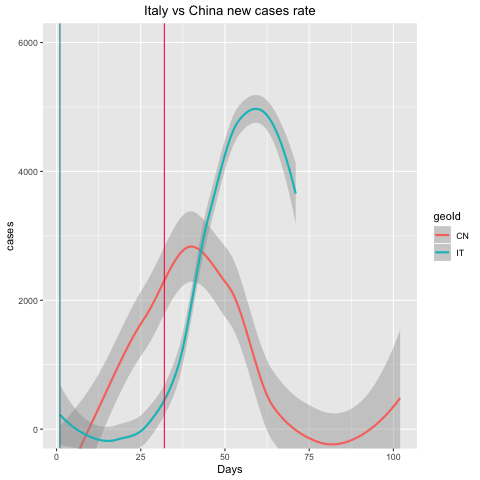 Italy vs China new cases rate
6000
4000
2000
0
cases
0 25 50 75 100
Days
geoId
CN
IT